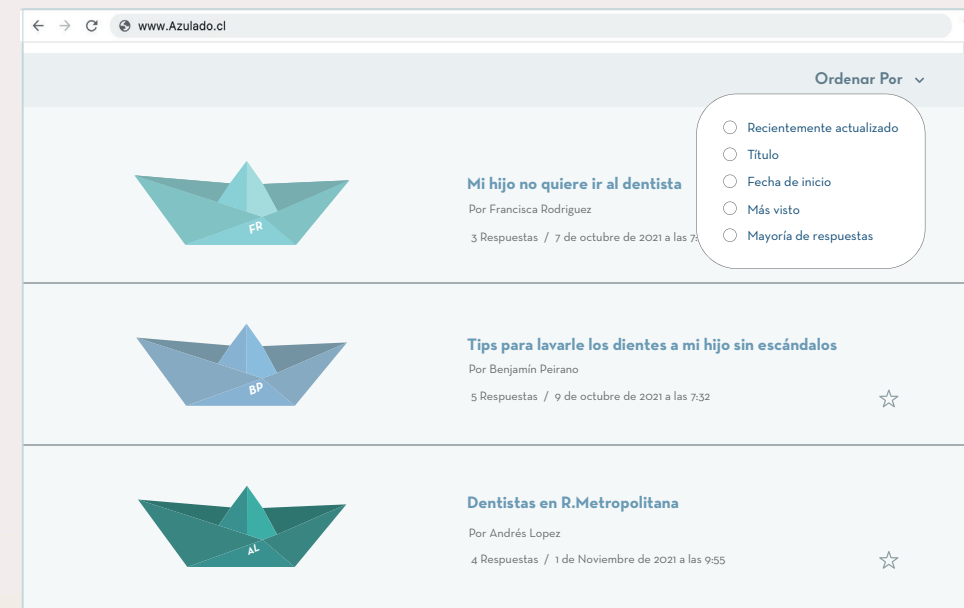 www.Azulado.cl
Ordenar Por
Recientemente actualizado
Título
Fecha de inicio
Más visto
Mayoría de respuestas
FR
Mi hijo no quiere ir al dentista
Por Francisca Rodriguez
3 Respuestas / 7 de octubre de 2021 a las
BP
Tips para lavarle los dientes a mi hijo sin escándalos
Por Benjamín Peirano
5 Respuestas / 9 de octubre de 2021 a las 7:32
AL
Dentistas en R.Metropolitana
Por Andrés Lopez
4 Respuestas / 1 de Noviembre de 2021 a las 9:55